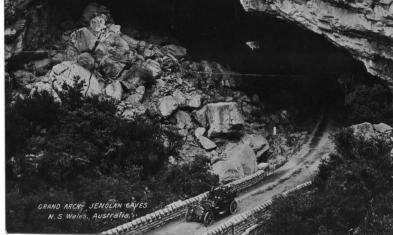 GRAND ARCH, JENOLAN CAVES
N.S. Wales, Australia.